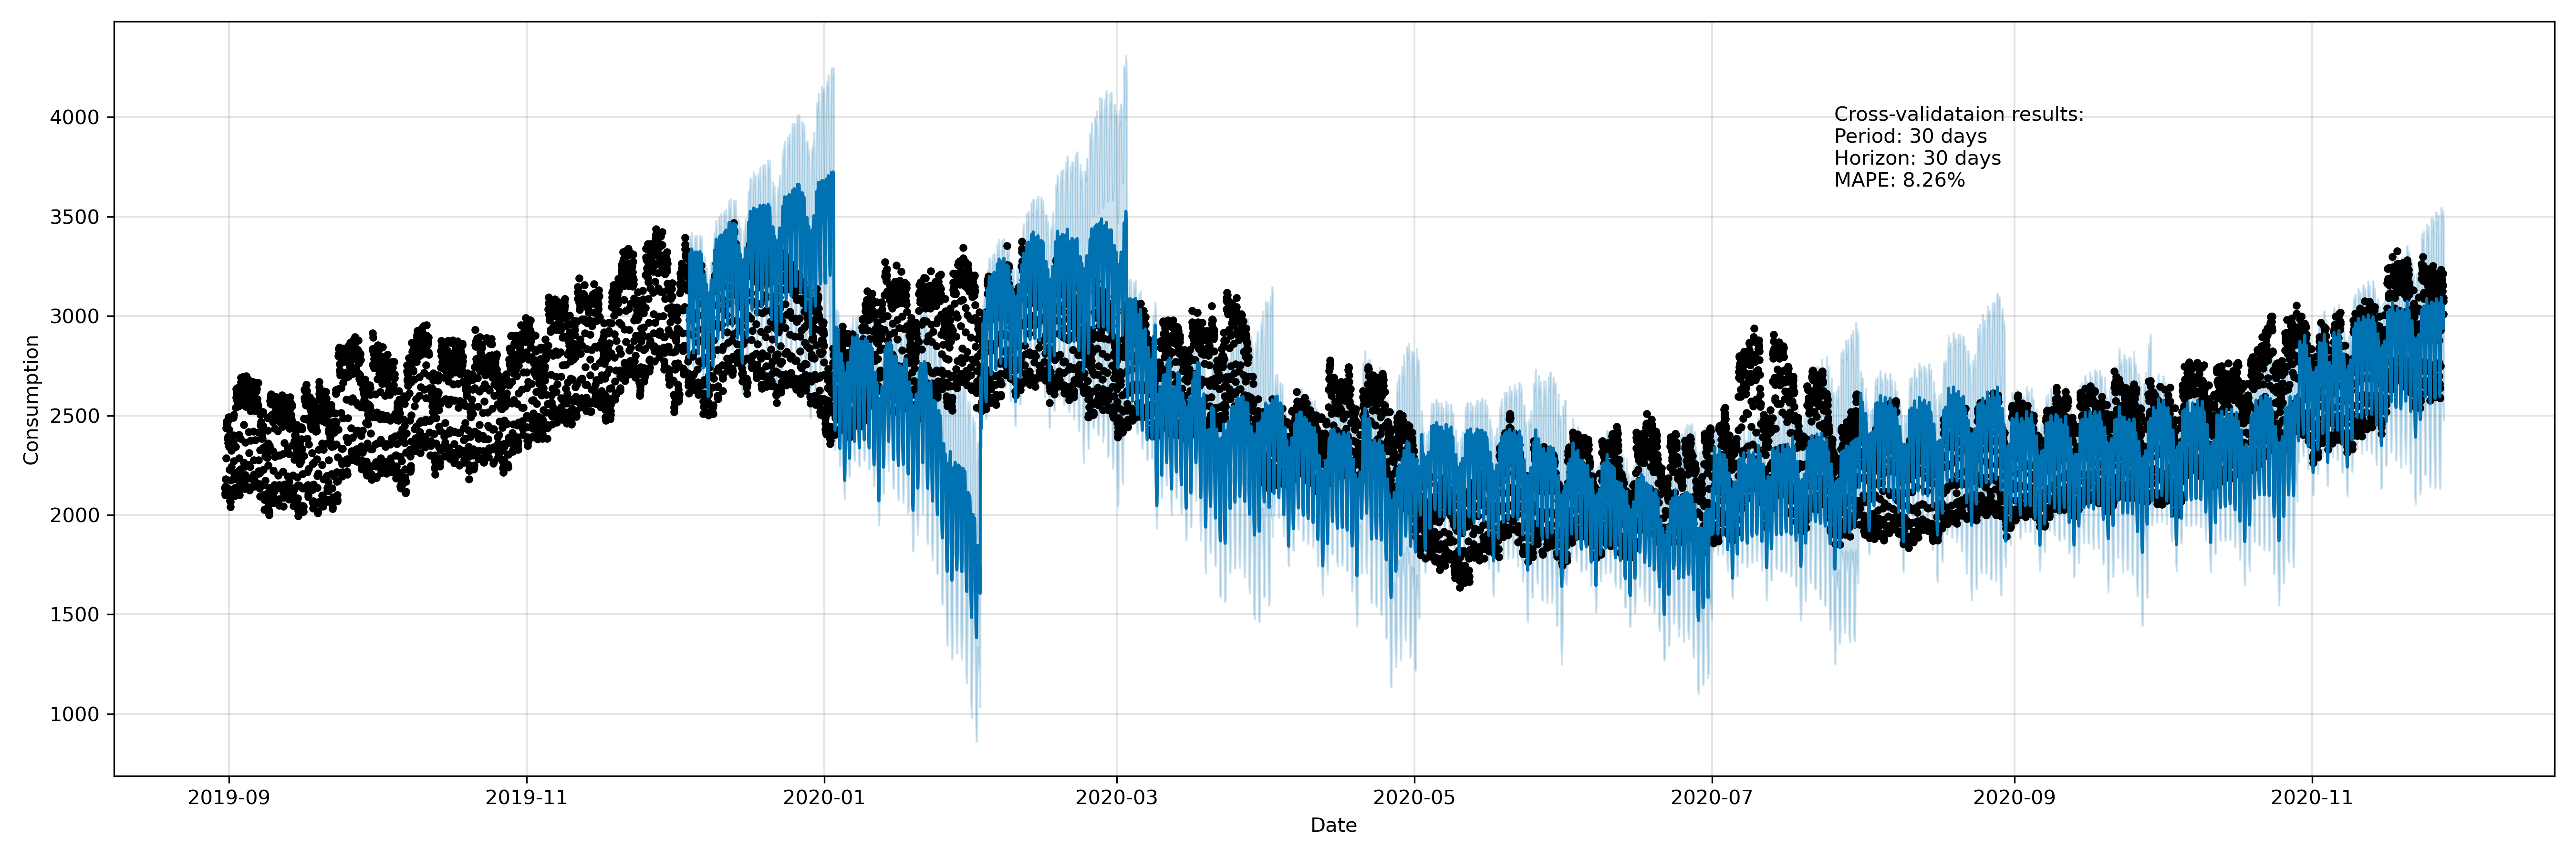 Cross-validataion results:
Period: 30 days
Horizon: 30 days
MAPE: 8.26%
4000
3500
3000
2500
2000
1500
1000
Consumption
2019-09 2019-11 2020-01 2020-03 2020-05 2020-07 2020-09 2020-11
Date